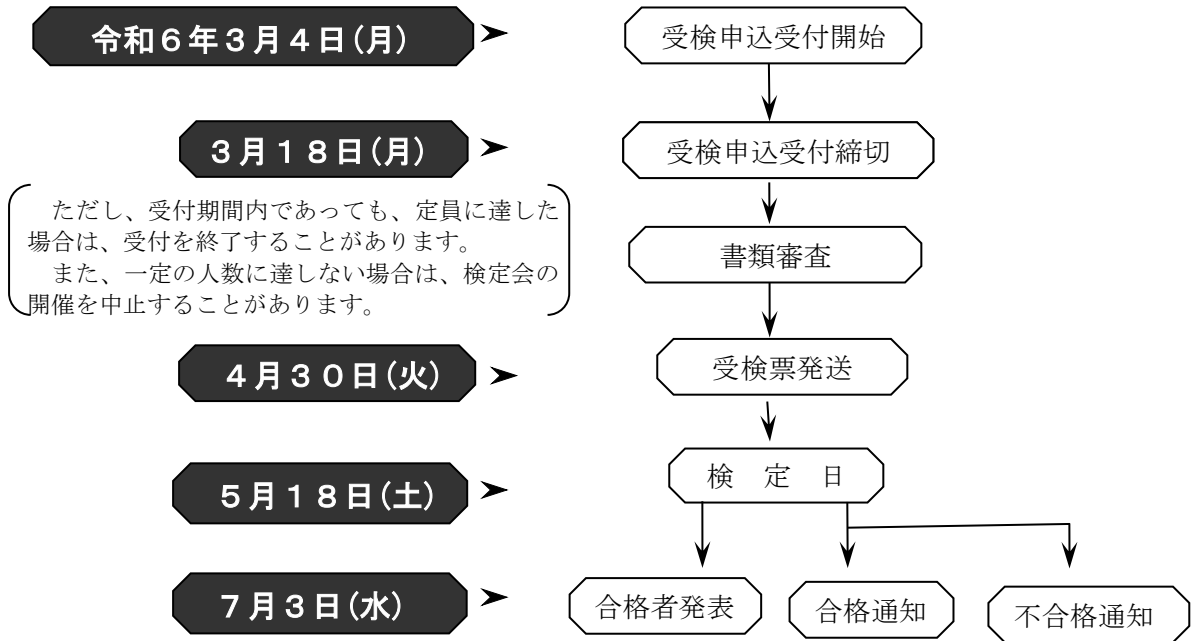 令和６年３月４日（月）
受検申込受付開始
３月１８日（月）
受検申込受付締切
ただし、受付期間内であっても、定員に達した
場合は、受付を終了することがあります。
また、一定の人数に達しない場合は、検定会の
開催を中止することがあります。
書類審査
４月３０日（火）
受検票発送
５月１８日（土）
検　定　日
７月３日（水）
合格者発表
合格通知
不合格通知